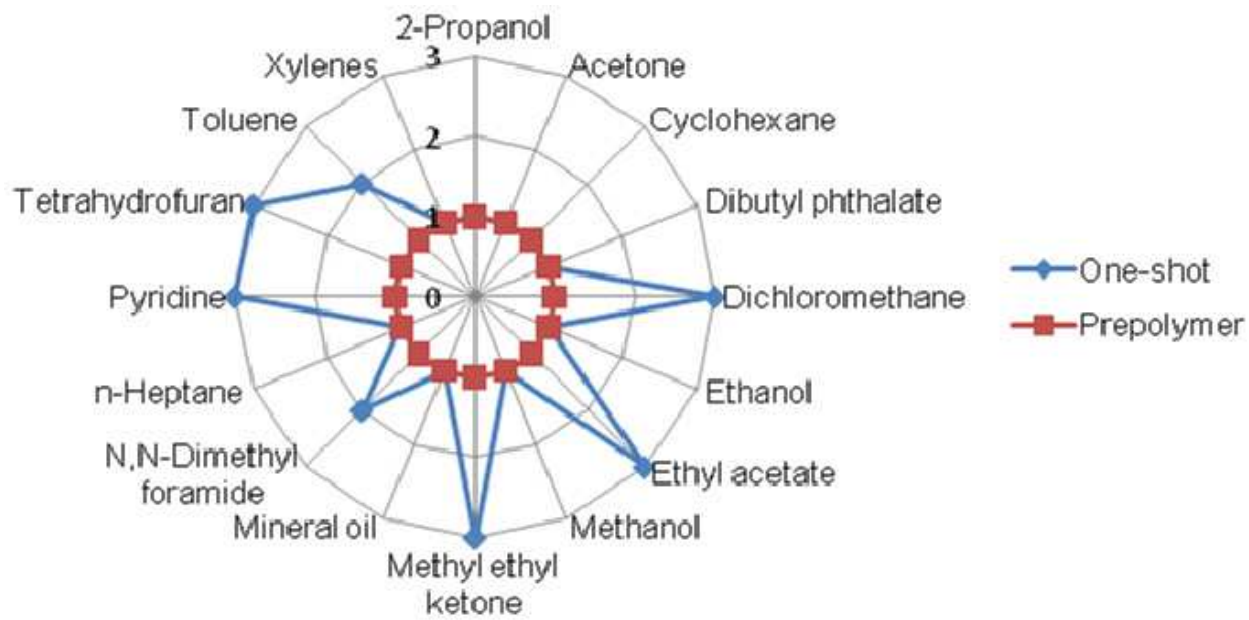 2-Propanol
3
Xylenes
Acetone
Toluene
2
Cyclohexane
Tetrahydrofuran
1
Dibutyl phthalate
Pyridine
0
Dichloromethane
One-shot
Prepolymer
n-Heptane
Ethanol
N,N-Dimethyl
foramide
Ethyl acetate
Mineral oil
Methanol
Methyl ethyl
ketone